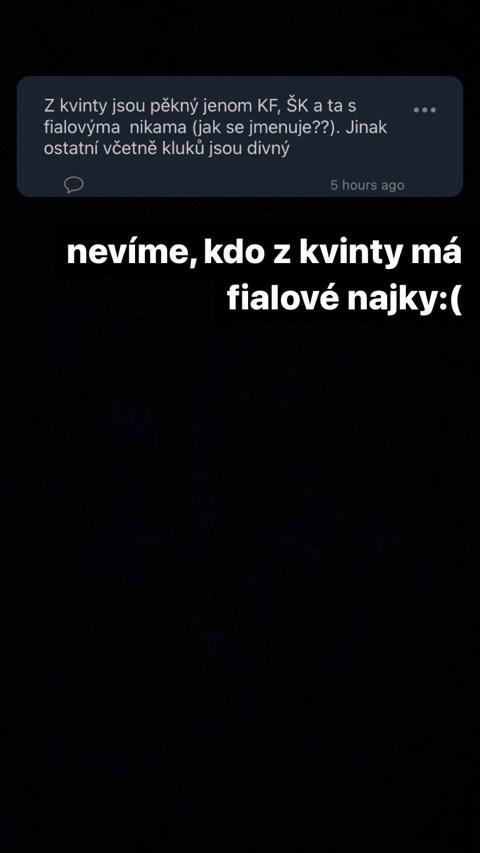 Z kvinty jsou pěkný jenom KF, ŠK a ta s
fialovýma  nikama (jak se jmenuje??). Jinak
ostatní včetně kluků jsou divný
5 hours ago
nevíme, kdo z kvinty má
fialové najky:(